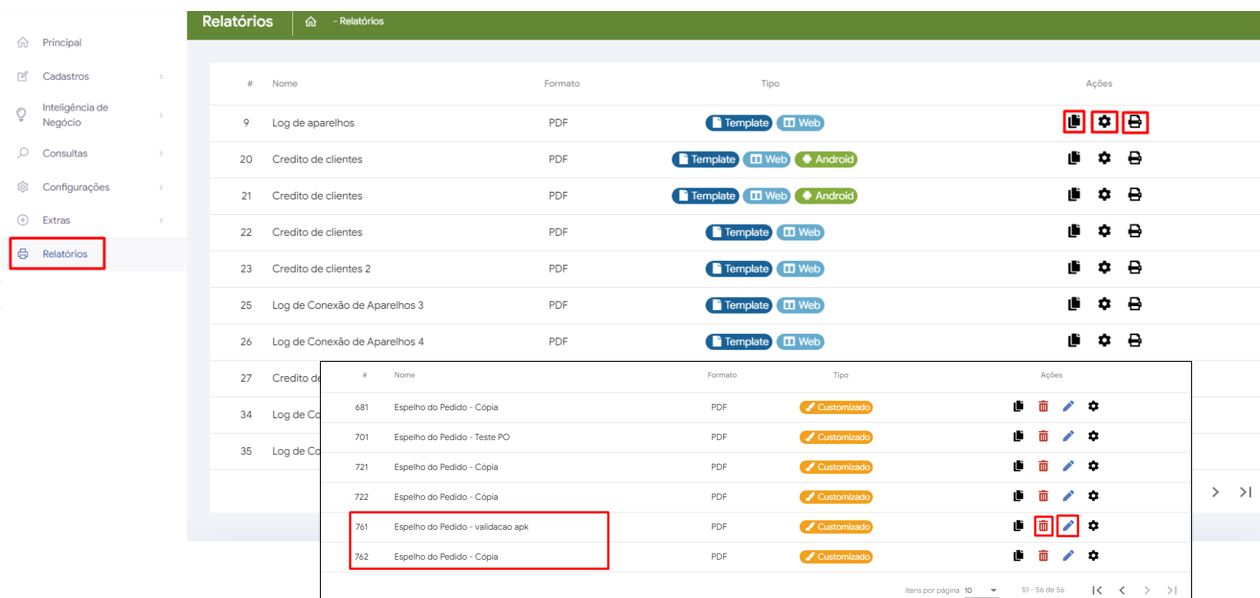 Relatórios - Relatórios
Principal
Cadastros
Inteligência de
Negócio
Consultas
Configurações
Extras
Relatórios
# Nome Formato Tipo Ações
9 Log de aparelhos PDF Template Web
20 Credito de clientes PDF Template Web Android
21 Credito de clientes PDF Template Web Android
22 Credito de clientes PDF Template Web
23 Credito de clientes 2 PDF Template Web
25 Log de Conexão de Aparelhos 3 PDF Template Web
26 Log de Conexão de Aparelhos 4 PDF Template Web
27 Credito de
34 Log de Co
35 Log de Co
# Nome Formato Tipo Ações
681 Espelho do Pedido - Cópia PDF Customizado
701 Espelho do Pedido - Teste PO PDF Customizado
721 Espelho do Pedido - Cópia PDF Customizado
722 Espelho do Pedido - Cópia PDF Customizado
761 Espelho do Pedido - validacao apk PDF Customizado
762 Espelho do Pedido - Cópia PDF Customizado
Itens por página 10 51 - 56 de 56